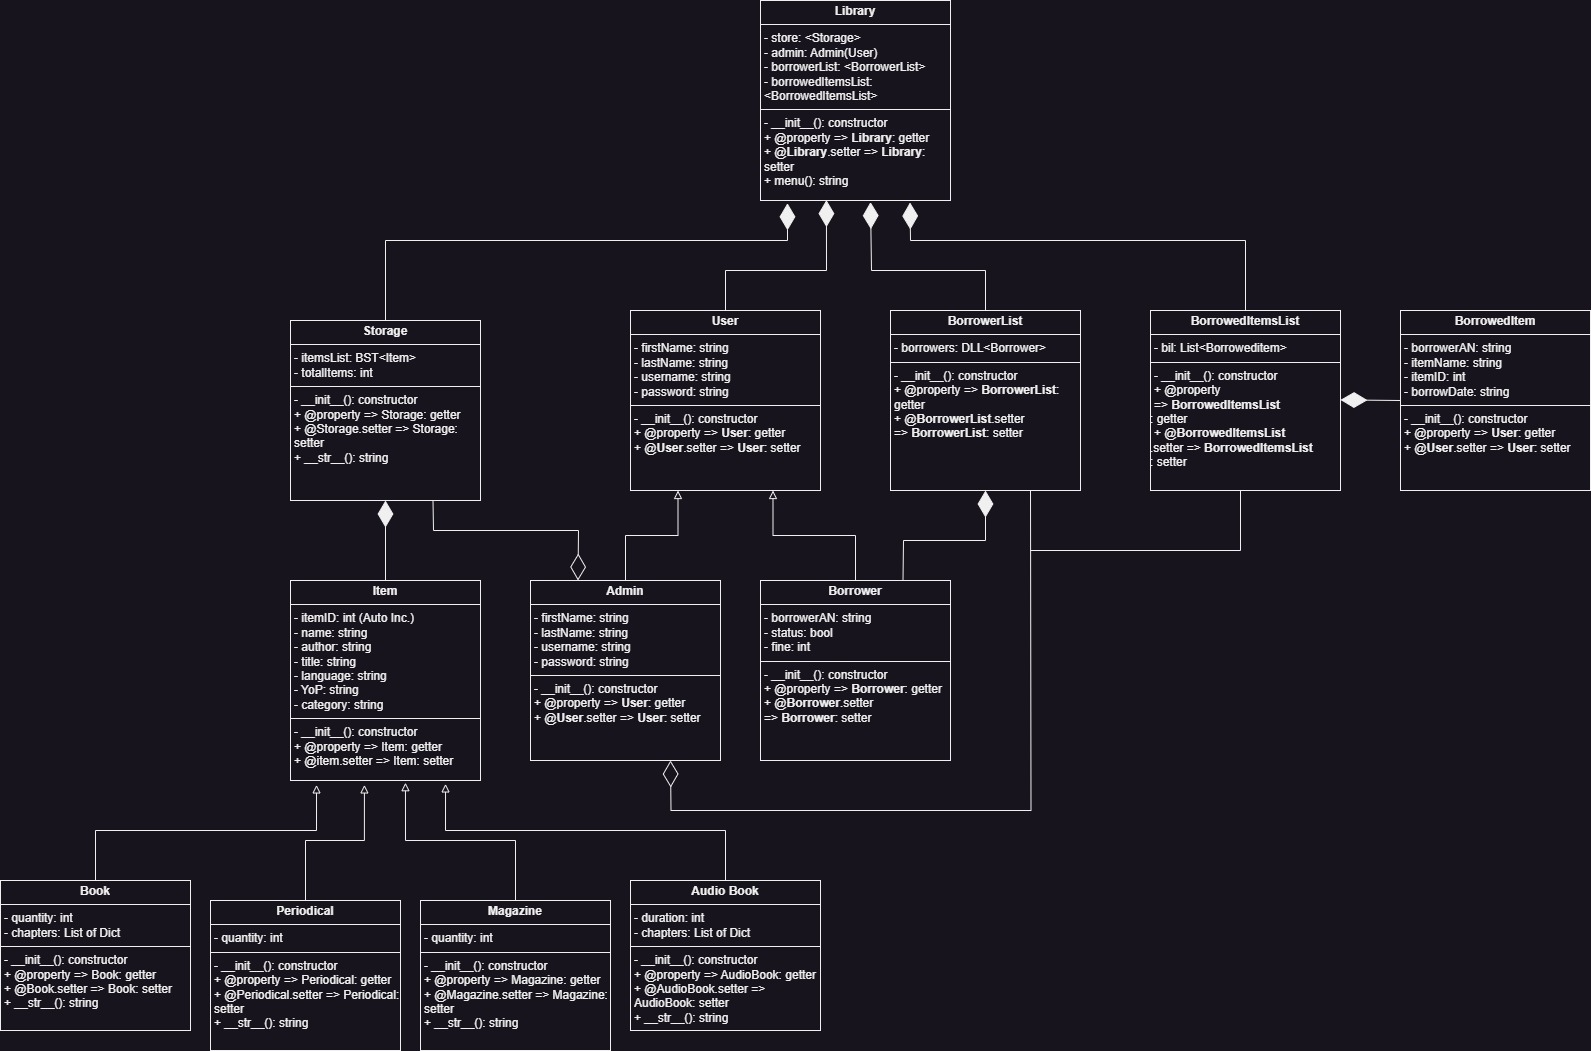 Library
- store: <Storage>
- admin: Admin(User)
- borrowerList: <BorrowerList>
- borrowedItemsList:
<BorrowedItemsList>
- __init__(): constructor
+ @property => Library: getter
+ @Library.setter => Library:
setter
+ menu(): string
Storage
- itemsList: BST<Item>
- totalItems: int
- __init__(): constructor
+ @property => Storage: getter
+ @Storage.setter => Storage:
setter
+ __str__(): string
User
- firstName: string
- lastName: string
- username: string
- password: string
- __init__(): constructor
+ @property => User: getter
+ @User.setter => User: setter
BorrowerList
- borrowers: DLL<Borrower>
- __init__(): constructor
+ @property => BorrowerList:
getter
+ @BorrowerList.setter
=> BorrowerList: setter
BorrowedItemsList
- bil: List<Borroweditem>
- __init__(): constructor
+ @property
=> BorrowedItemsList
: getter
+ @BorrowedItemsList
.setter => BorrowedItemsList
: setter
BorrowedItem
- borrowerAN: string
- itemName: string
- itemID: int
- borrowDate: string
- __init__(): constructor
+ @property => User: getter
+ @User.setter => User: setter
Item
- itemID: int (Auto Inc.)
- name: string
- author: string
- title: string
- language: string
- YoP: string
- category: string
- __init__(): constructor
+ @property => Item: getter
+ @item.setter => Item: setter
Admin
- firstName: string
- lastName: string
- username: string
- password: string
- __init__(): constructor
+ @property => User: getter
+ @User.setter => User: setter
Borrower
- borrowerAN: string
- status: bool
- fine: int
- __init__(): constructor
+ @property => Borrower: getter
+ @Borrower.setter
=> Borrower: setter
Book
- quantity: int
- chapters: List of Dict
- __init__(): constructor
+ @property => Book: getter
+ @Book.setter => Book: setter
+ __str__(): string
Periodical
- quantity: int
- __init__(): constructor
+ @property => Periodical: getter
+ @Periodical.setter => Periodical:
setter
+ __str__(): string
Magazine
- quantity: int
- __init__(): constructor
+ @property => Magazine: getter
+ @Magazine.setter => Magazine:
setter
+ __str__(): string
Audio Book
- duration: int
- chapters: List of Dict
- __init__(): constructor
+ @property => AudioBook: getter
+ @AudioBook.setter =>
AudioBook: setter
+ __str__(): string